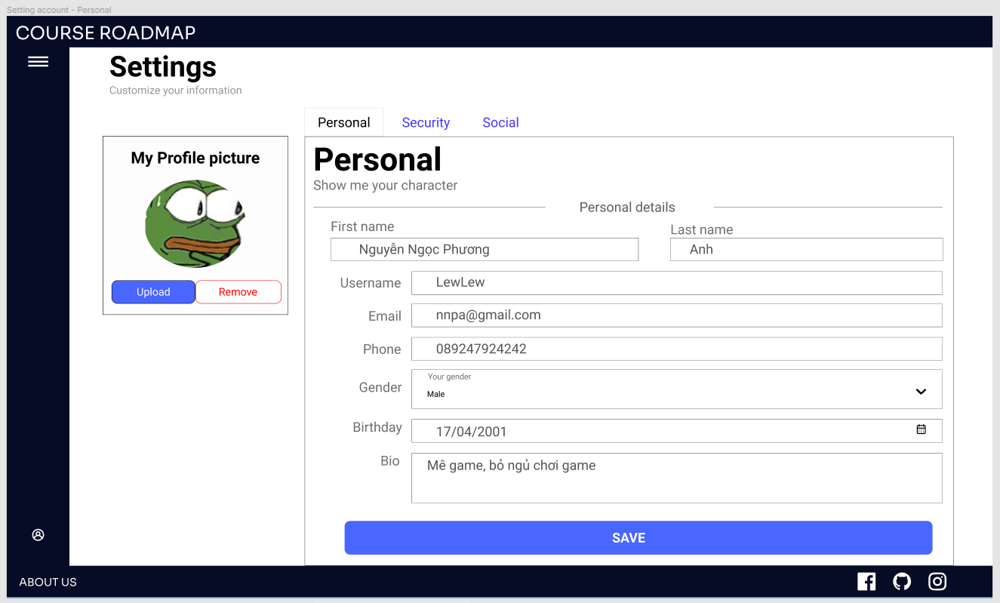 Setting account - Personal
COURSE ROADMAP
Settings
Customize your information
Personal Security Social
My Profile picture
Upload Remove
Personal
Show me your character
Personal details
First name
Nguyễn Ngọc Phương
Last name
Anh
Username LewLew
Email nnpa@gmail.com
Phone 089247924242
Gender
Your gender
Male
Birthday 17/04/2001
Bio Mê game, bỏ ngủ chơi game
SAVE
ABOUT US